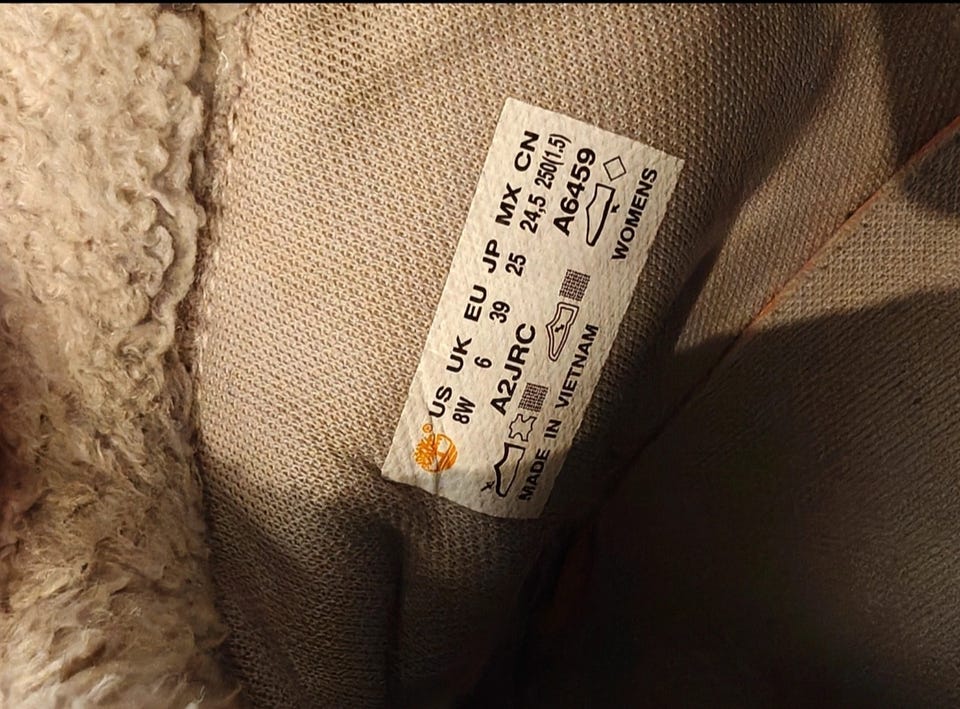 US UK EU JP MX CN
8W 6 39 25 24,5 250(1.5)
A2JRC A6459
MADE IN VIETNAM WOMENS